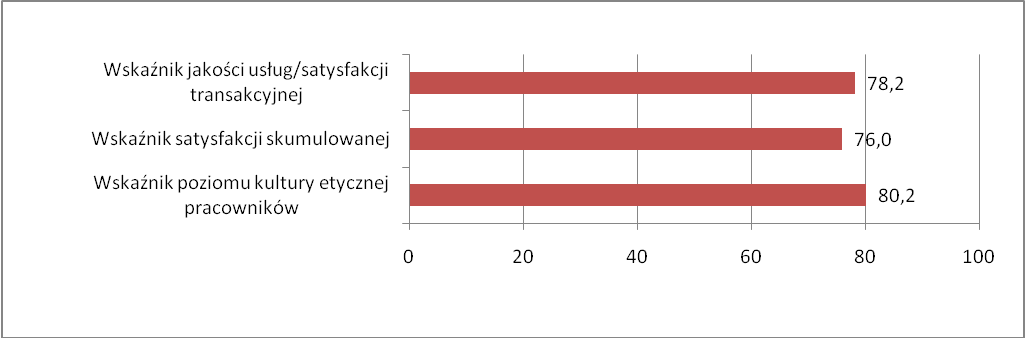 Wskaźnik jakości usług/satysfakcji
transakcyjnej
78,2
Wskaźnik satysfakcji skumulowanej
76,0
Wskaźnik poziomu kultury etycznej
pracowników
80,2
0 20 40 60 80 100